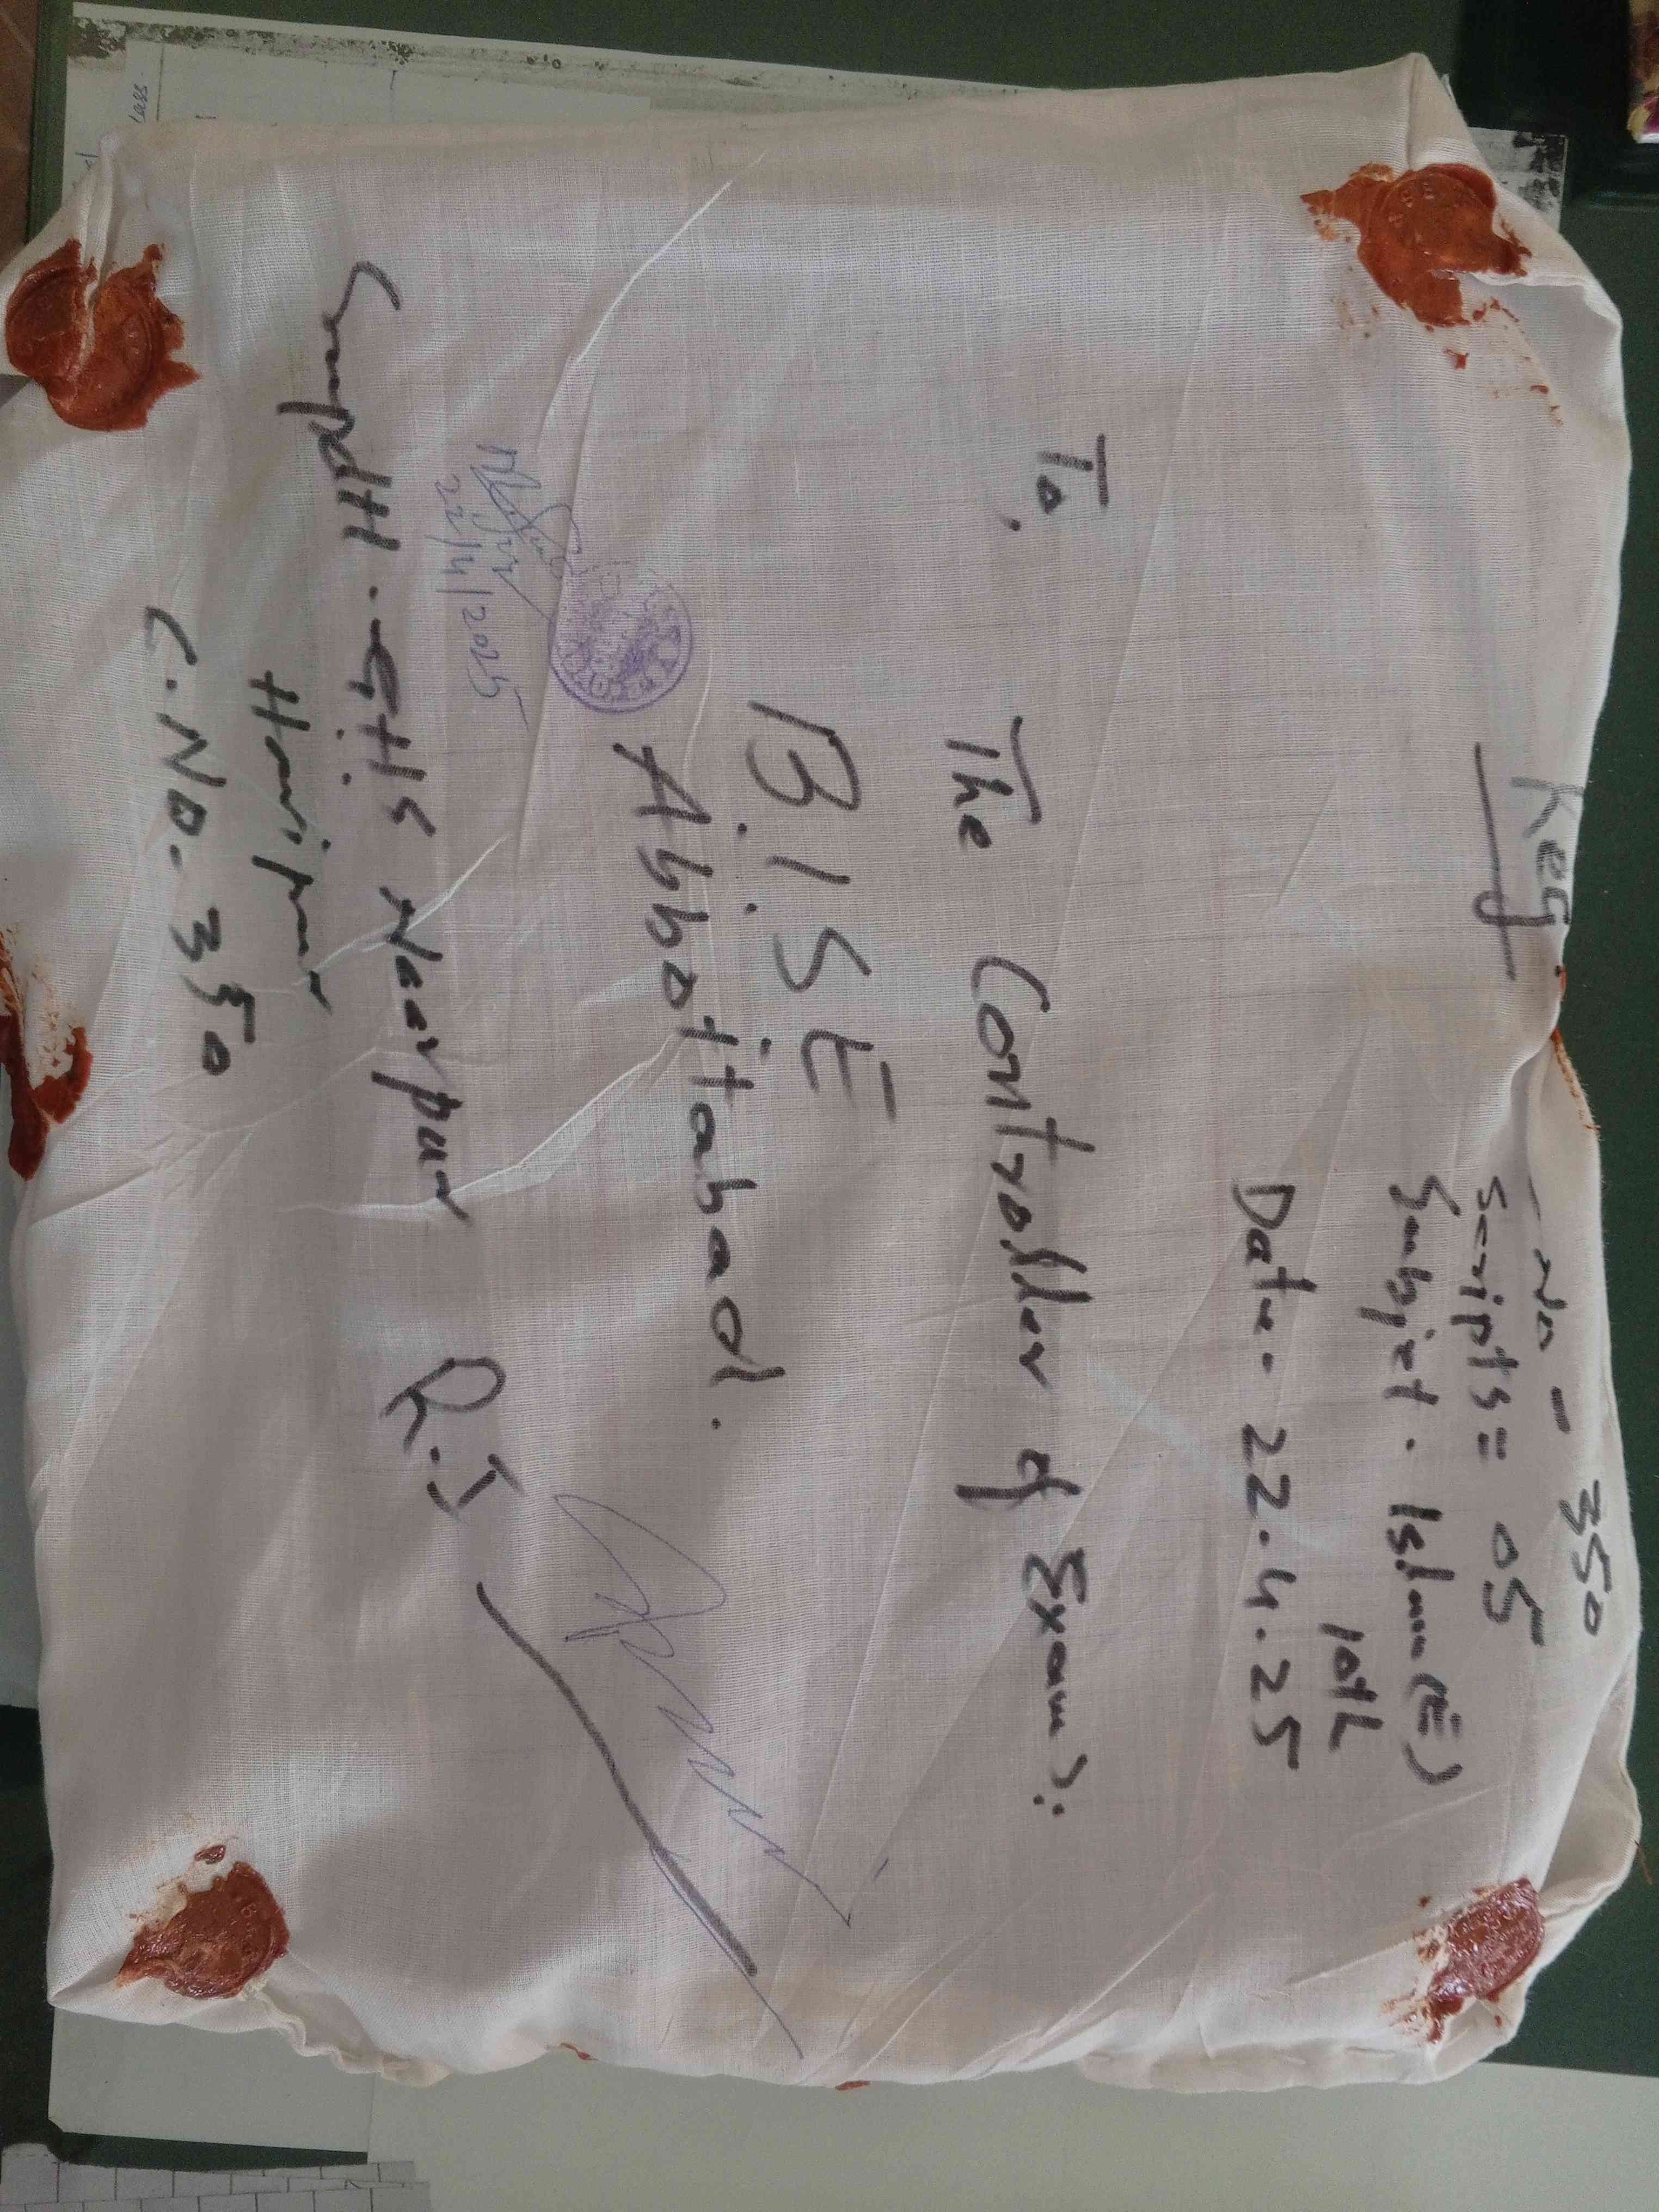 Reg
No - 350
Scripts = 05
Subject. Islam (E)
10th
Date. 22.4.25
To,
The Controller of Exam):
B.I.S.E
Abbottabad.
22/4/2025
Supdtt. GHS Noorpur
Haripur
C.NO. 350
R.I